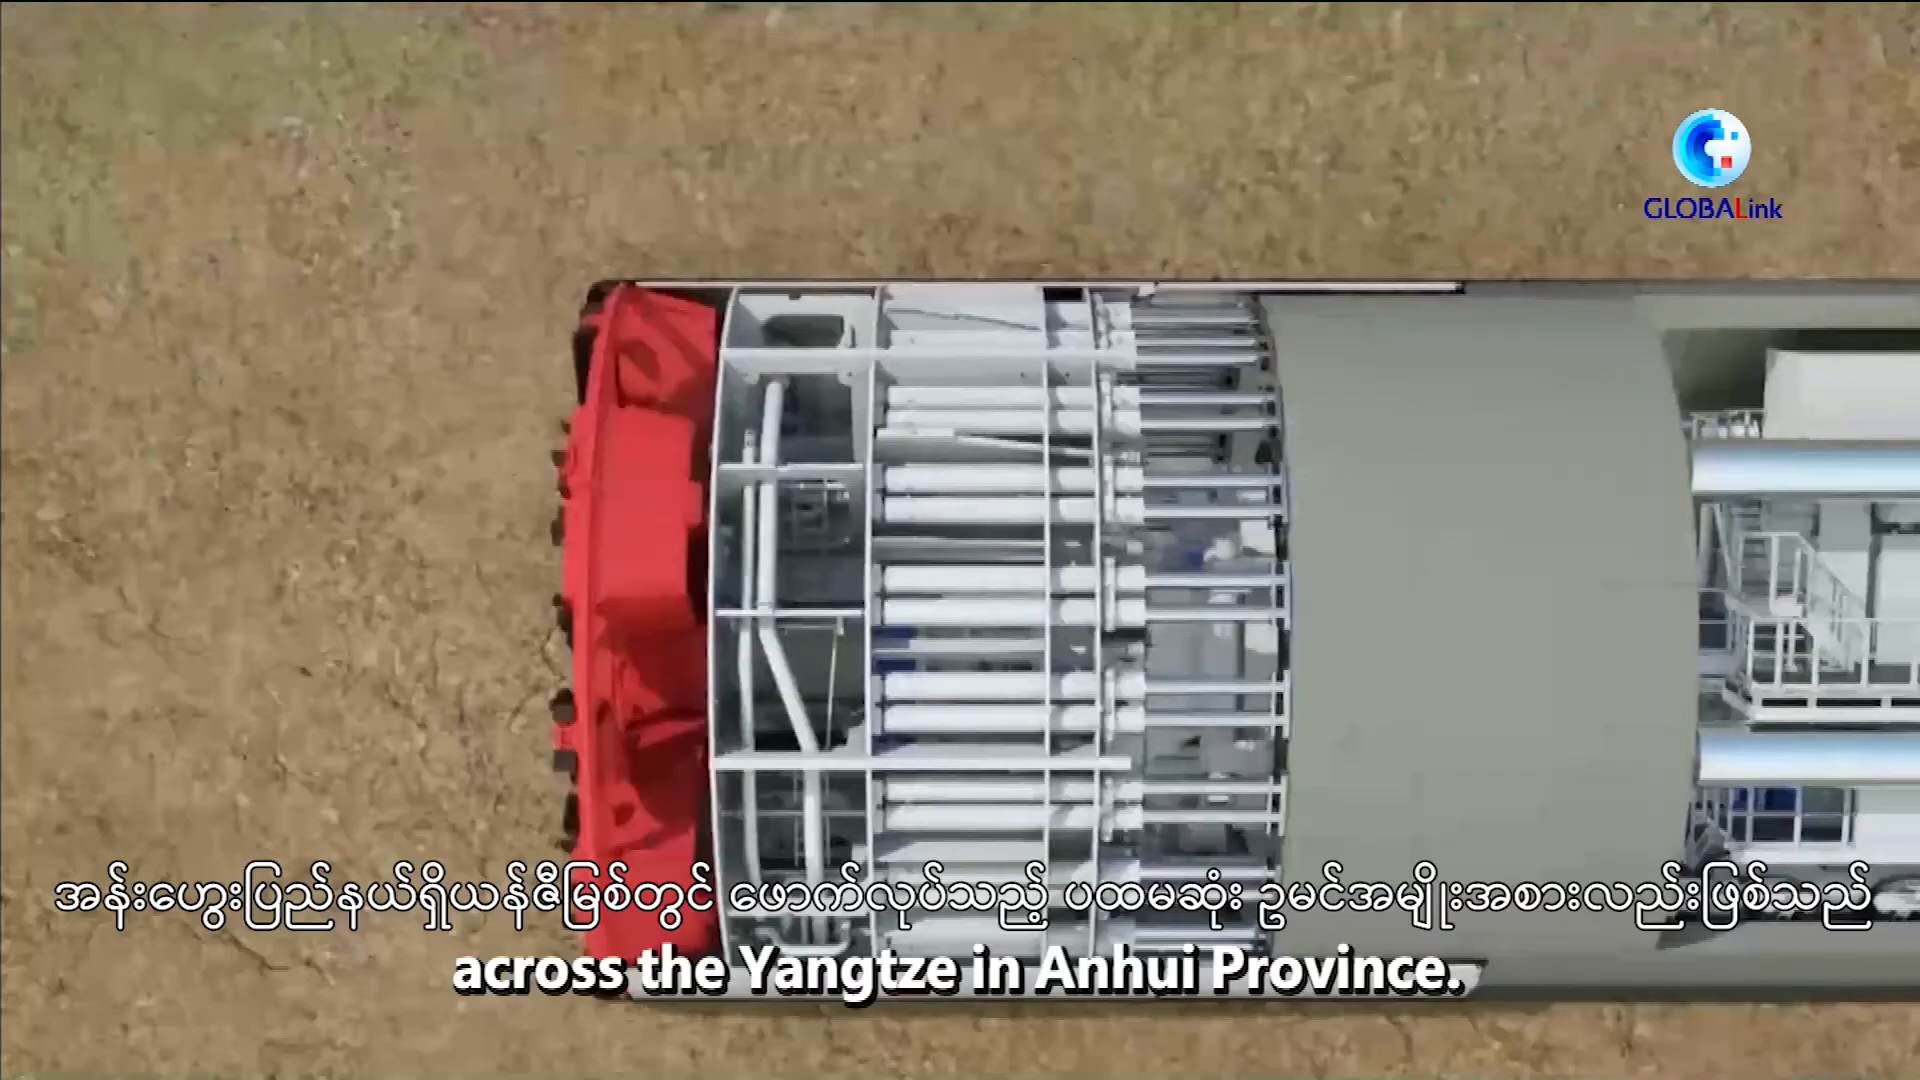 GLOBALink
အန်းဟွေးပြည်နယ်ရှိယန်ဇီမြစ်တွင် ဖောက်လုပ်သည့် ပထမဆုံး ဥမင်အမျိုးအစားလည်းဖြစ်သည်
across the Yangtze in Anhui Province.